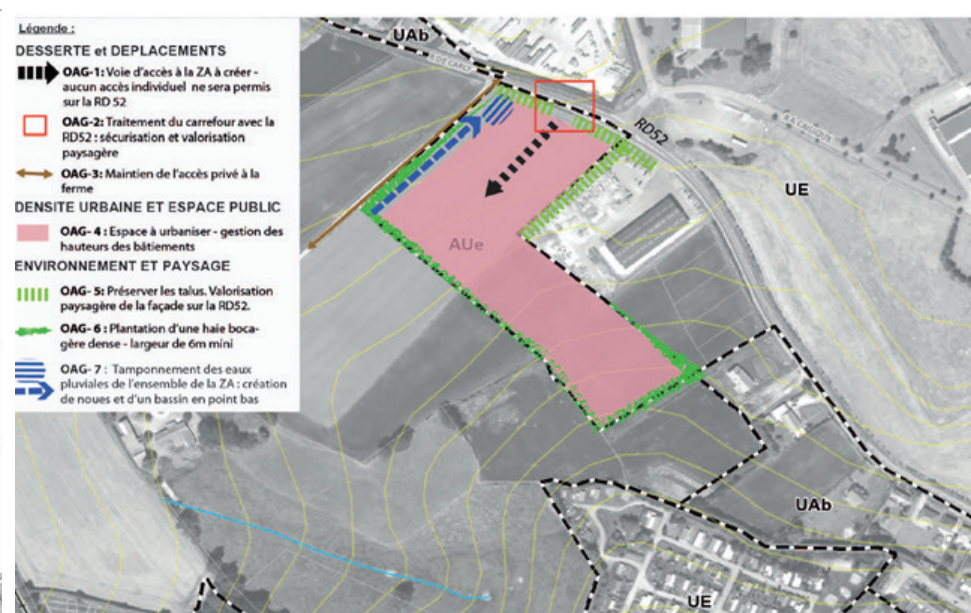 Légende :
DESSERTE et DEPLACEMENTS
OAG-1: Voie d'accès à la ZA à créer -
aucun accès individuel ne sera permis
sur la RD 52
OAG-2: Traitement du carrefour avec la
RD52 : sécurisation et valorisation
paysagère
OAG-3: Maintien de l'accès privé à la
ferme
DENSITE URBAINE ET ESPACE PUBLIC
OAG- 4 : Espace à urbaniser - gestion des
hauteurs des bâtiments
ENVIRONNEMENT ET PAYSAGE
OAG- 5: Préserver les talus. Valorisation
paysagère de la façade sur la RD52.
OAG- 6 : Plantation d'une haie boca-
gère dense - largeur de 6m mini
OAG- 7 : Tamponnement des eaux
pluviales de l'ensemble de la ZA : création
de noues et d'un bassin en point bas
UAb
DE CARLY
RD52
UE
AUe
UAb
UE